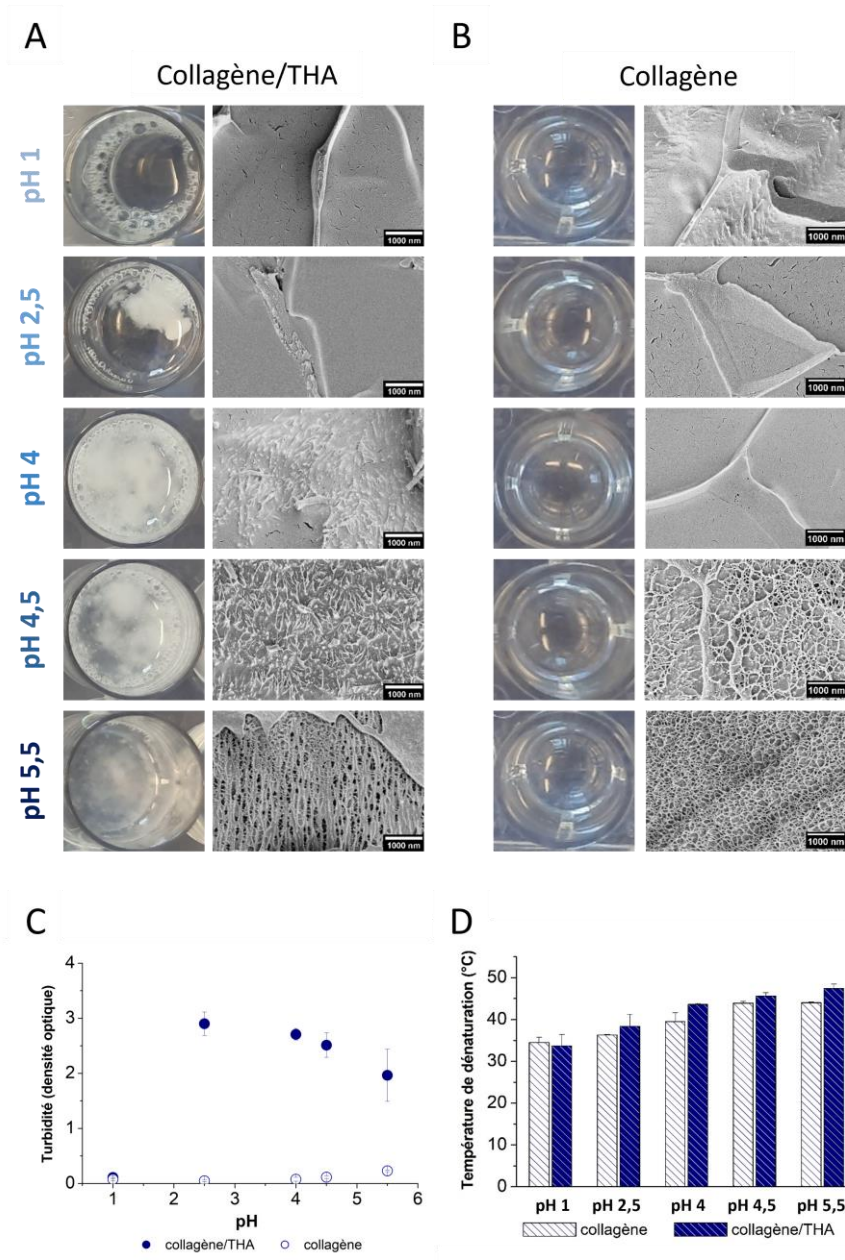 A
B
Collagène/THA
Collagène
pH 1
1000 nm
1000 nm
pH 2,5
1000 nm
1000 nm
pH 4
1000 nm
1000 nm
pH 4,5
1000 nm
1000 nm
pH 5,5
1000 nm
1000 nm
C
Turbidité (densité optique)
4
3
2
1
0
1 2 3 4 5 6
pH
collagène/THA collagène
D
Température de dénaturation (°C)
50
40
30
20
10
0
pH 1 pH 2,5 pH 4 pH 4,5 pH 5,5
collagène collagène/THA